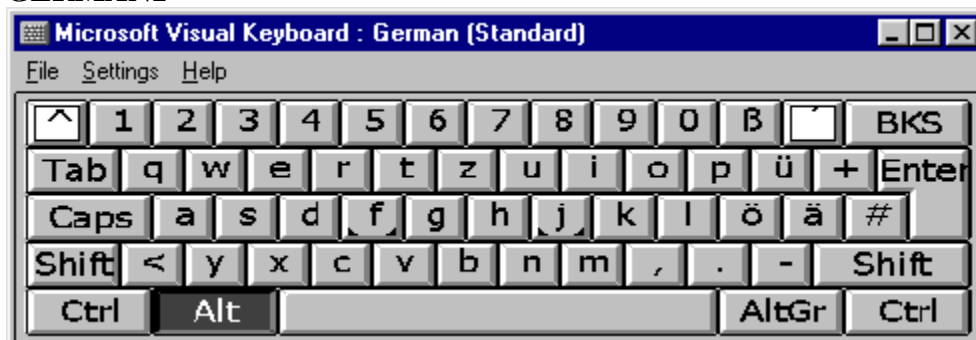 Microsoft Visual Keyboard : German (Standard)
File Settings Help
^ 1 2 3 4 5 6 7 8 9 0 ß ´ BKS
Tab q w e r t z u i o p ü + Enter
Caps a s d f g h j k l ö ä #
Shift < y x c v b n m , . - Shift
Ctrl Alt AltGr Ctrl